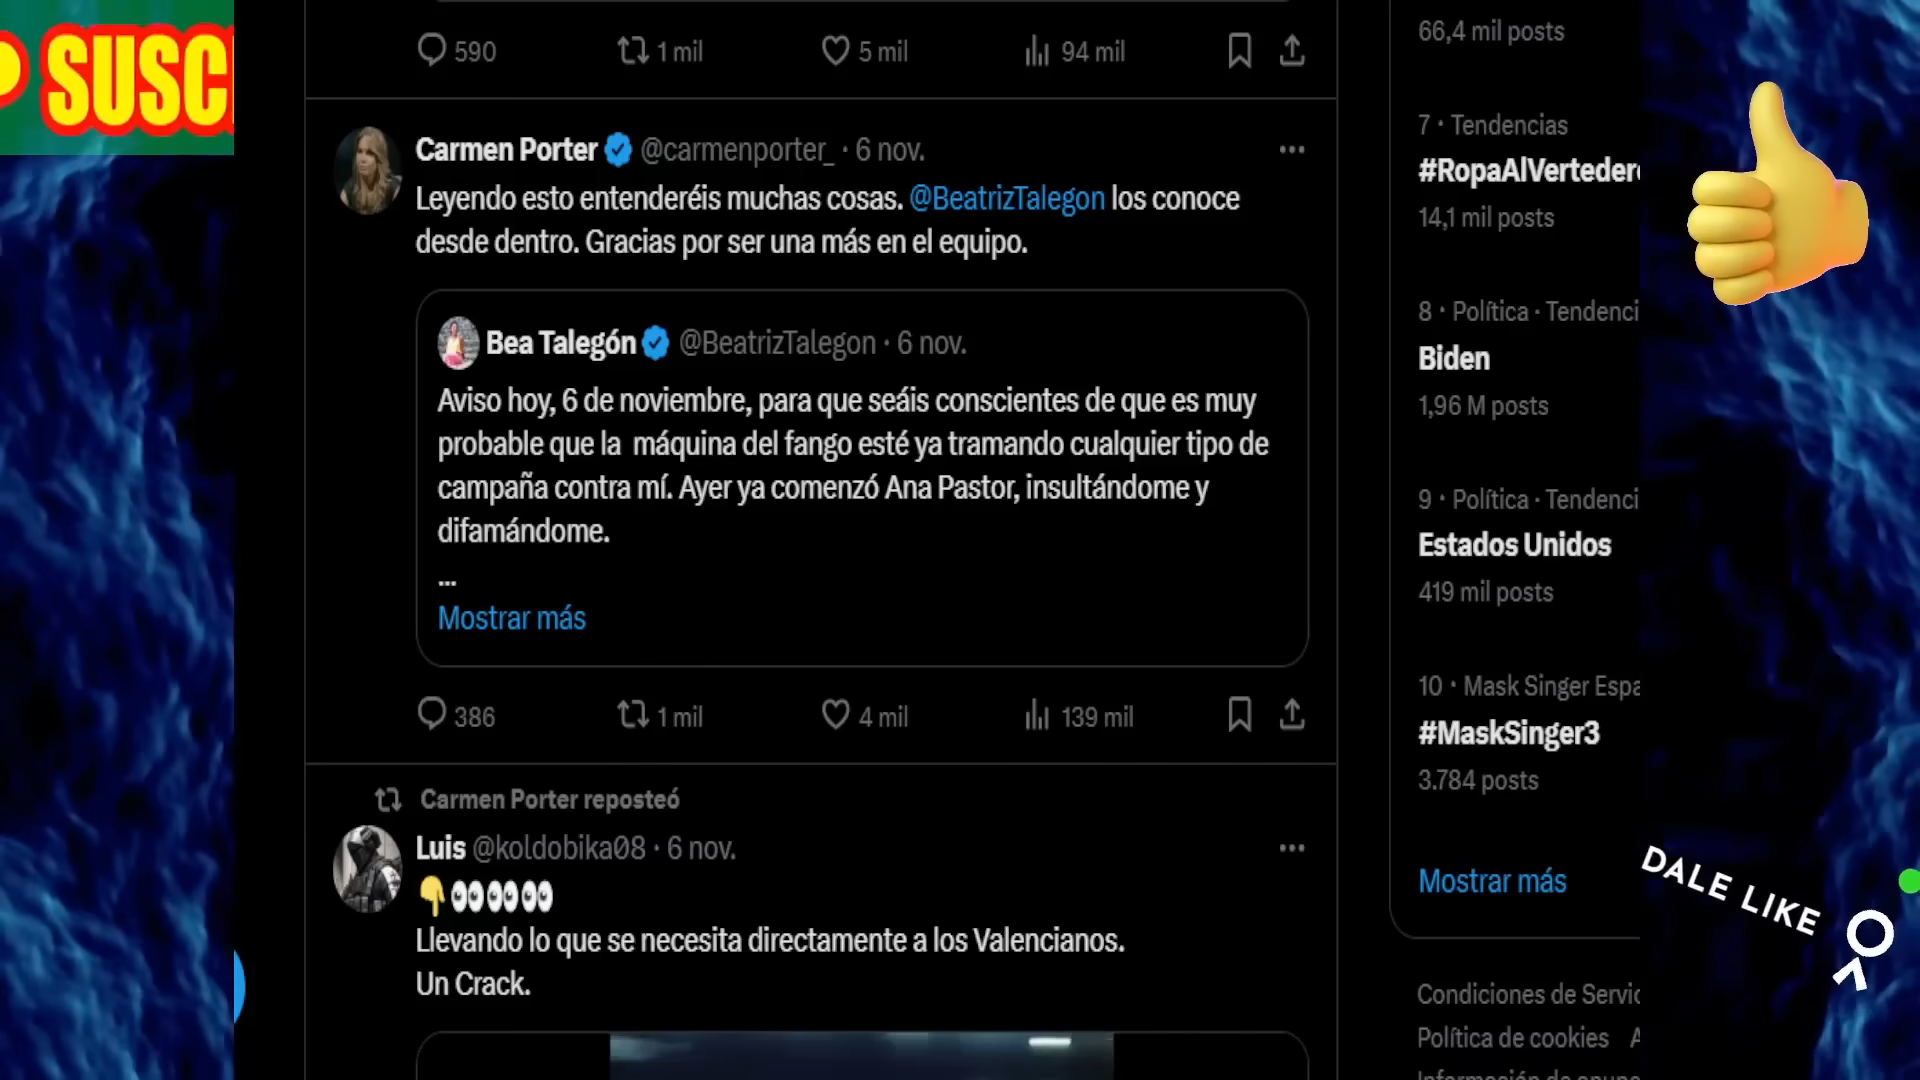 SUSC
590 1 mil 5 mil 94 mil
Carmen Porter @carmenporter_ · 6 nov.
Leyendo esto entenderéis muchas cosas. @BeatrizTalegon los conoce
desde dentro. Gracias por ser una más en el equipo.
Bea Talegón @BeatrizTalegon · 6 nov.
Aviso hoy, 6 de noviembre, para que seáis conscientes de que es muy
probable que la máquina del fango esté ya tramando cualquier tipo de
campaña contra mí. Ayer ya comenzó Ana Pastor, insultándome y
difamándome.
...
Mostrar más
386 1 mil 4 mil 139 mil
Carmen Porter reposteó
Luis @koldobika08 · 6 nov.
👇👀👀👀
Llevando lo que se necesita directamente a los Valencianos.
Un Crack.
66,4 mil posts
7 · Tendencias
#RopaAlVerteder
14,1 mil posts
8 · Política · Tendenci
Biden
1,96 M posts
9 · Política · Tendenci
Estados Unidos
419 mil posts
10 · Mask Singer Espa
#MaskSinger3
3.784 posts
Mostrar más
Condiciones de Servic
Política de cookies
DALE LIKE